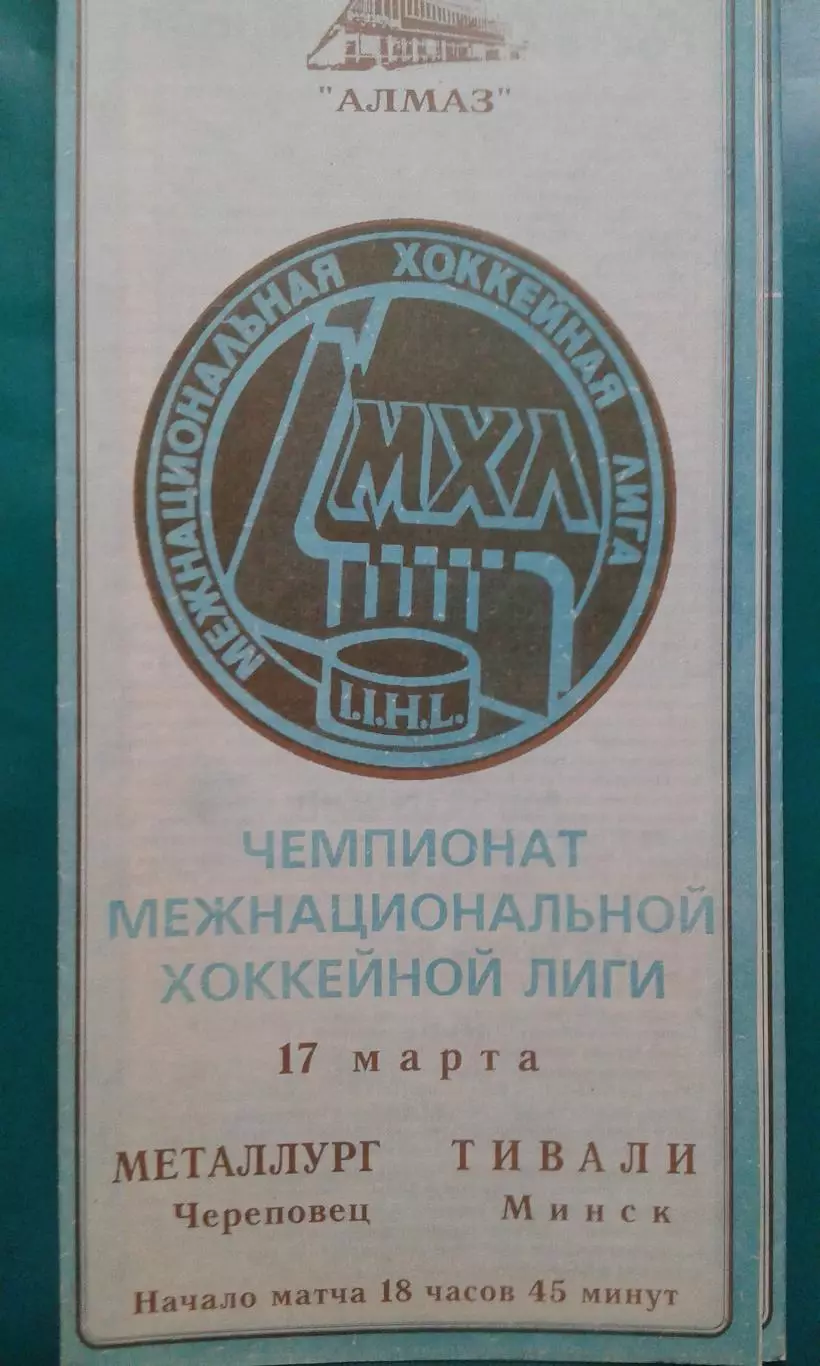 "АЛМАЗ"
МЕЖНАЦИОНАЛЬНАЯ ХОККЕЙНАЯ ЛИГА
МХЛ
I.I.H.L.
ЧЕМПИОНАТ
МЕЖНАЦИОНАЛЬНОЙ
ХОККЕЙНОЙ ЛИГИ
17 марта
МЕТАЛЛУРГ ТИВАЛИ
Череповец Минск
Начало матча 18 часов 45 минут